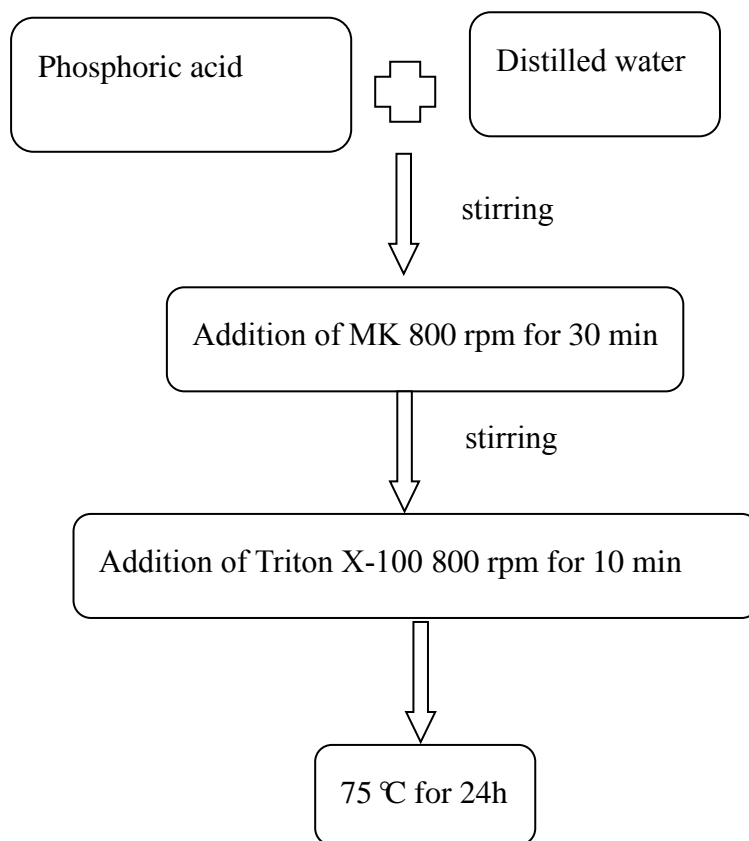 Phosphoric acid
Distilled water
stirring
Addition of MK 800 rpm for 30 min
stirring
Addition of Triton X-100 800 rpm for 10 min
75 ℃ for 24h